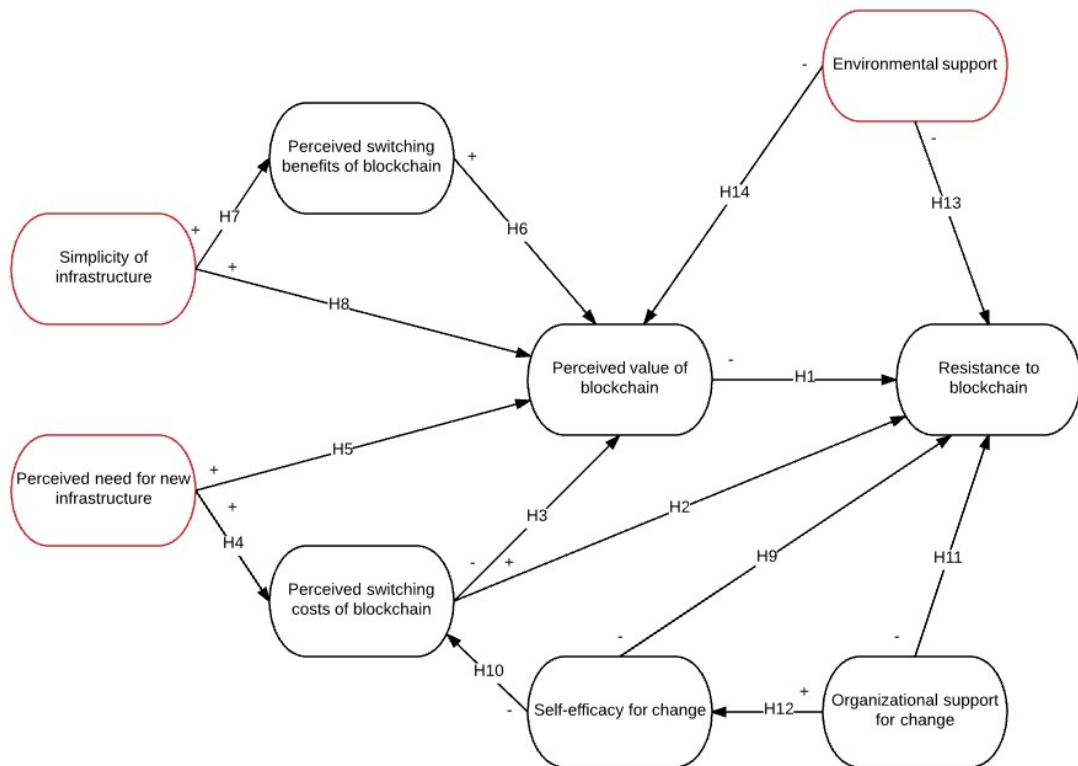 -
Environmental support
-
Perceived switching
benefits of blockchain
+
H14
H13
H7
+
H6
Simplicity of
infrastructure
+
H8
Perceived value of
blockchain
-
H1
Resistance to
blockchain
H5
+
Perceived need for new
infrastructure
+
H4
H3
H2
-
+
H9
H11
Perceived switching
costs of blockchain
-
-
H10
-
+
Self-efficacy for change
H12
Organizational support
for change